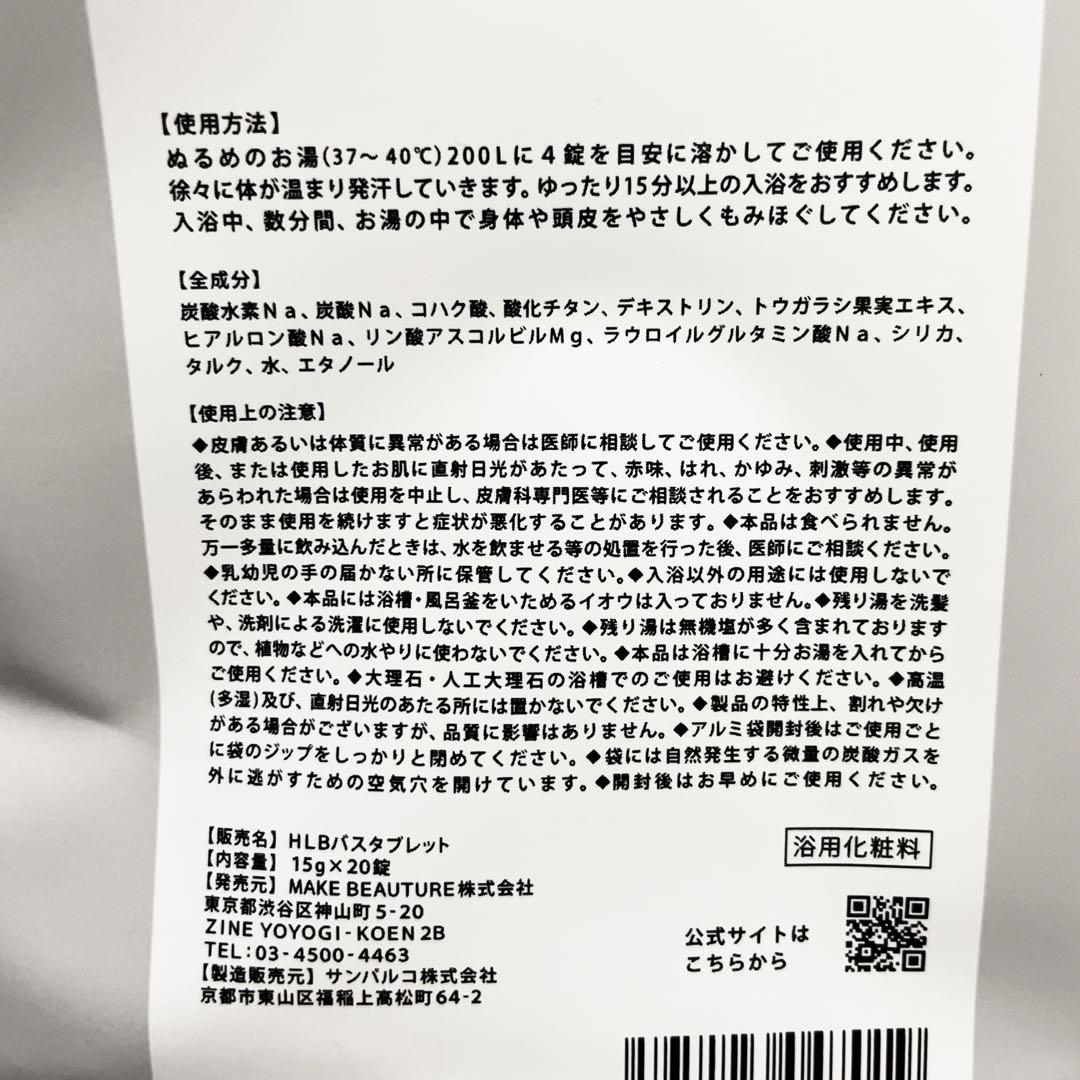 【使用方法】
ぬるめのお湯(37～40℃)200Lに4錠を目安に溶かしてご使用ください。
徐々に体が温まり発汗していきます。ゆったり15分以上の入浴をおすすめします。
入浴中、数分間、お湯の中で身体や頭皮をやさしくもみほぐしてください。
【全成分】
炭酸水素Na、炭酸Na、コハク酸、酸化チタン、デキストリン、トウガラシ果実エキス、
ヒアルロン酸Na、リン酸アスコルビルMg、ラウロイルグルタミン酸Na、シリカ、
タルク、水、エタノール
【使用上の注意】
◆皮膚あるいは体質に異常がある場合は医師に相談してご使用ください。◆使用中、使用
後、または使用したお肌に直射日光があたって、赤味、はれ、かゆみ、刺激等の異常が
あらわれた場合は使用を中止し、皮膚科専門医等にご相談されることをおすすめします。
そのまま使用を続けますと症状が悪化することがあります。◆本品は食べられません。
万一多量に飲み込んだときは、水を飲ませる等の処置を行った後、医師にご相談ください。
◆乳幼児の手の届かない所に保管してください。◆入浴以外の用途には使用しないで
ください。◆本品には浴槽・風呂釜をいためるイオウは入っておりません。◆残り湯を洗髪
や、洗剤による洗濯に使用しないでください。◆残り湯は無機塩が多く含まれております
ので、植物などへの水やりに使わないでください。◆本品は浴槽に十分お湯を入れてから
ご使用ください。◆大理石・人工大理石の浴槽でのご使用はお避けください。◆高温
(多湿)及び、直射日光のあたる所には置かないでください。◆製品の特性上、割れや欠け
がある場合がございますが、品質に影響はありません。◆アルミ袋開封後はご使用ごと
に袋のジップをしっかりと閉めてください。◆袋には自然発生する微量の炭酸ガスを
外に逃がすための空気穴を開けています。◆開封後はお早めにご使用ください。
【販売名】HLBバスタブレット
【内容量】15g×20錠
【発売元】MAKE BEAUTURE株式会社
東京都渋谷区神山町5-20
ZINE YOYOGI-KOEN 2B
TEL:03-4500-4463
【製造販売元】サンパルコ株式会社
京都市東山区福稲上高松町64-2
浴用化粧料
公式サイトは
こちらから